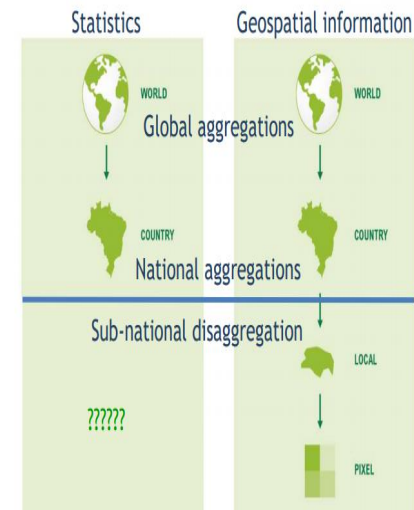 Statistics
Geospatial information
WORLD
WORLD
Global aggregations
COUNTRY
COUNTRY
National aggregations
Sub-national disaggregation
LOCAL
??????
PIXEL